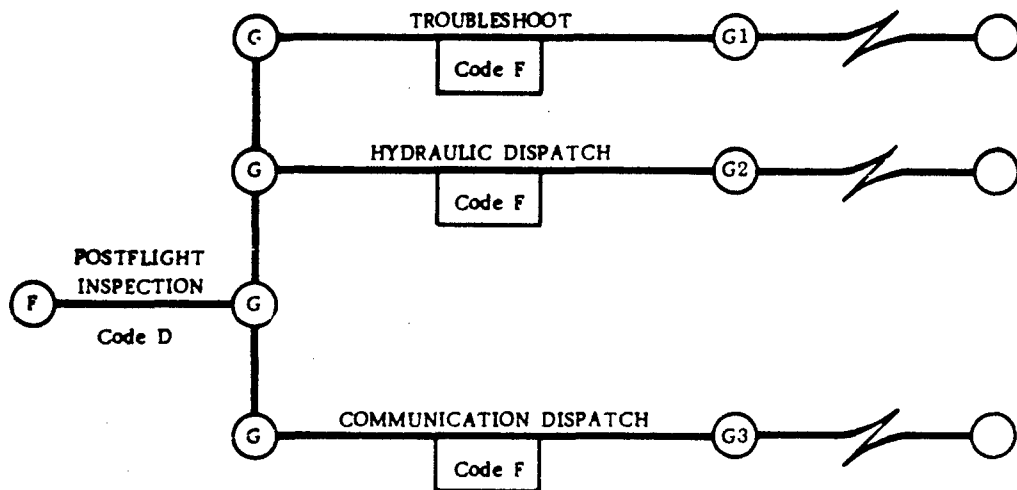 TROUBLESHOOT
G
G1
Code F
HYDRAULIC DISPATCH
G
G2
Code F
POSTFLIGHT
INSPECTION
F
G
Code D
COMMUNICATION DISPATCH
G
G3
Code F